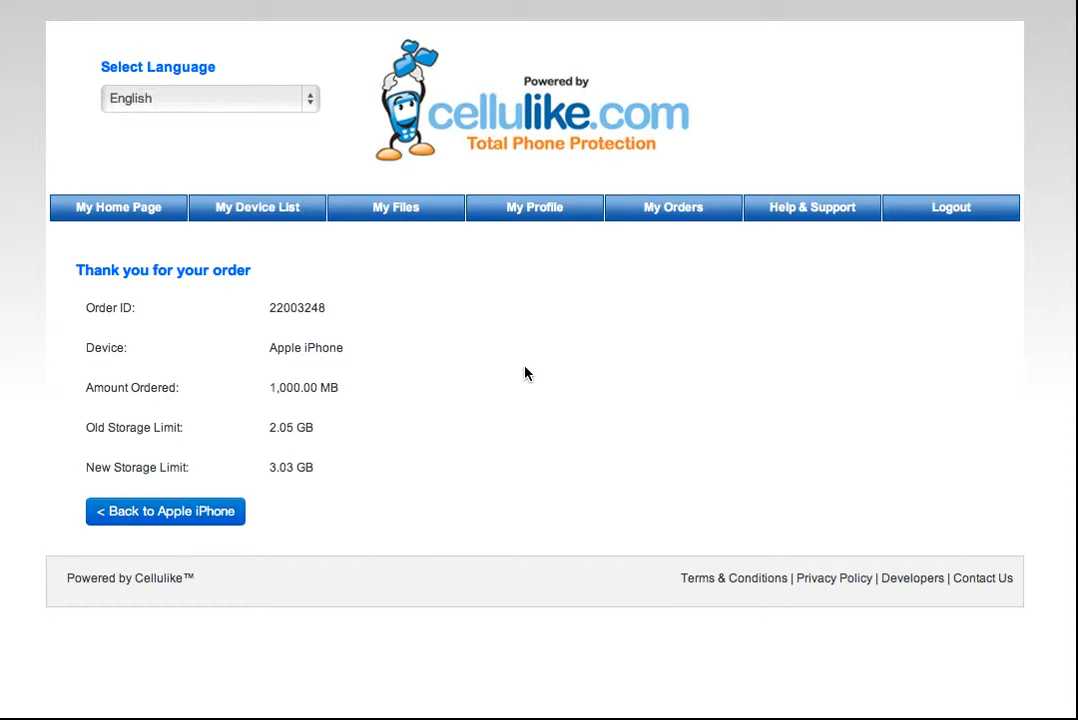 Select Language
English
Powered by
cellulike.com
Total Phone Protection
My Home Page
My Device List
My Files
My Profile
My Orders
Help & Support
Logout
Thank you for your order
Order ID: 22003248
Device: Apple iPhone
Amount Ordered: 1,000.00 MB
Old Storage Limit: 2.05 GB
New Storage Limit: 3.03 GB
< Back to Apple iPhone
Powered by Cellulike™
Terms & Conditions | Privacy Policy | Developers | Contact Us